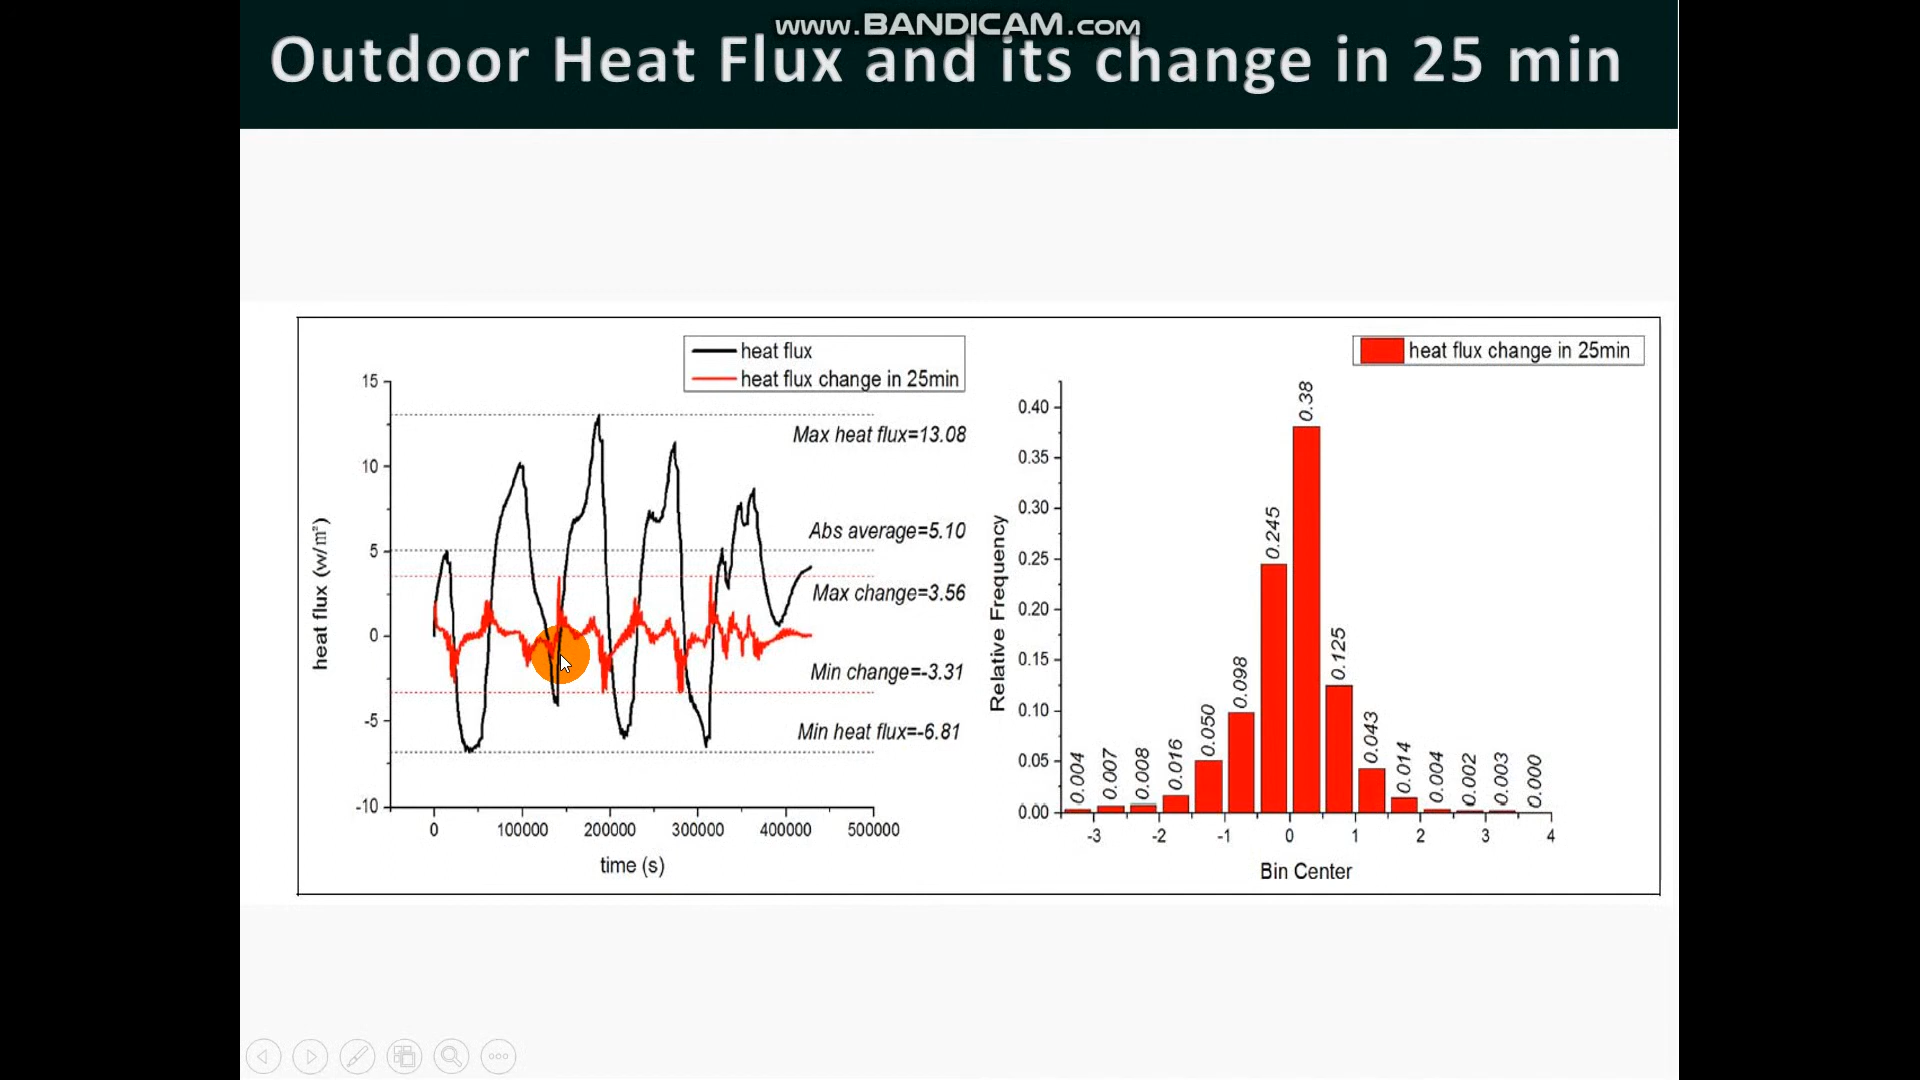 www.BANDICAM.com
Outdoor Heat Flux and its change in 25 min
heat flux
heat flux change in 25min
15
10
5
0
-5
-10
heat flux (w/m²)
Max heat flux=13.08
Abs average=5.10
Max change=3.56
Min change=-3.31
Min heat flux=-6.81
0 100000 200000 300000 400000 500000
time (s)
heat flux change in 25min
0.40
0.35
0.30
0.25
0.20
0.15
0.10
0.05
0.00
Relative Frequency
0.004 0.007 0.008 0.016 0.050 0.098 0.245 0.38 0.125 0.043 0.014 0.004 0.002 0.003 0.000
-3 -2 -1 0 1 2 3 4
Bin Center